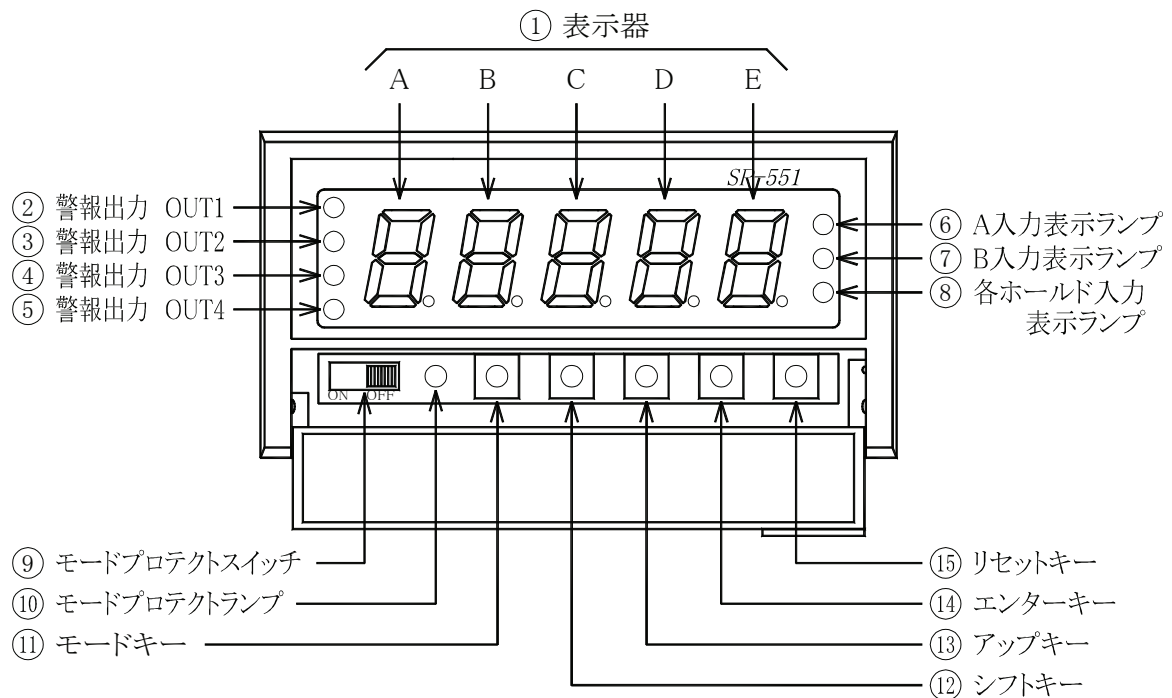 ① 表示器
A B C D E
SR-551
② 警報出力 OUT1
③ 警報出力 OUT2
④ 警報出力 OUT3
⑤ 警報出力 OUT4
⑥ A入力表示ランプ
⑦ B入力表示ランプ
⑧ 各ホールド入力
表示ランプ
ON OFF
⑨ モードプロテクトスイッチ
⑩ モードプロテクトランプ
⑪ モードキー
⑮ リセットキー
⑭ エンターキー
⑬ アップキー
⑫ シフトキー